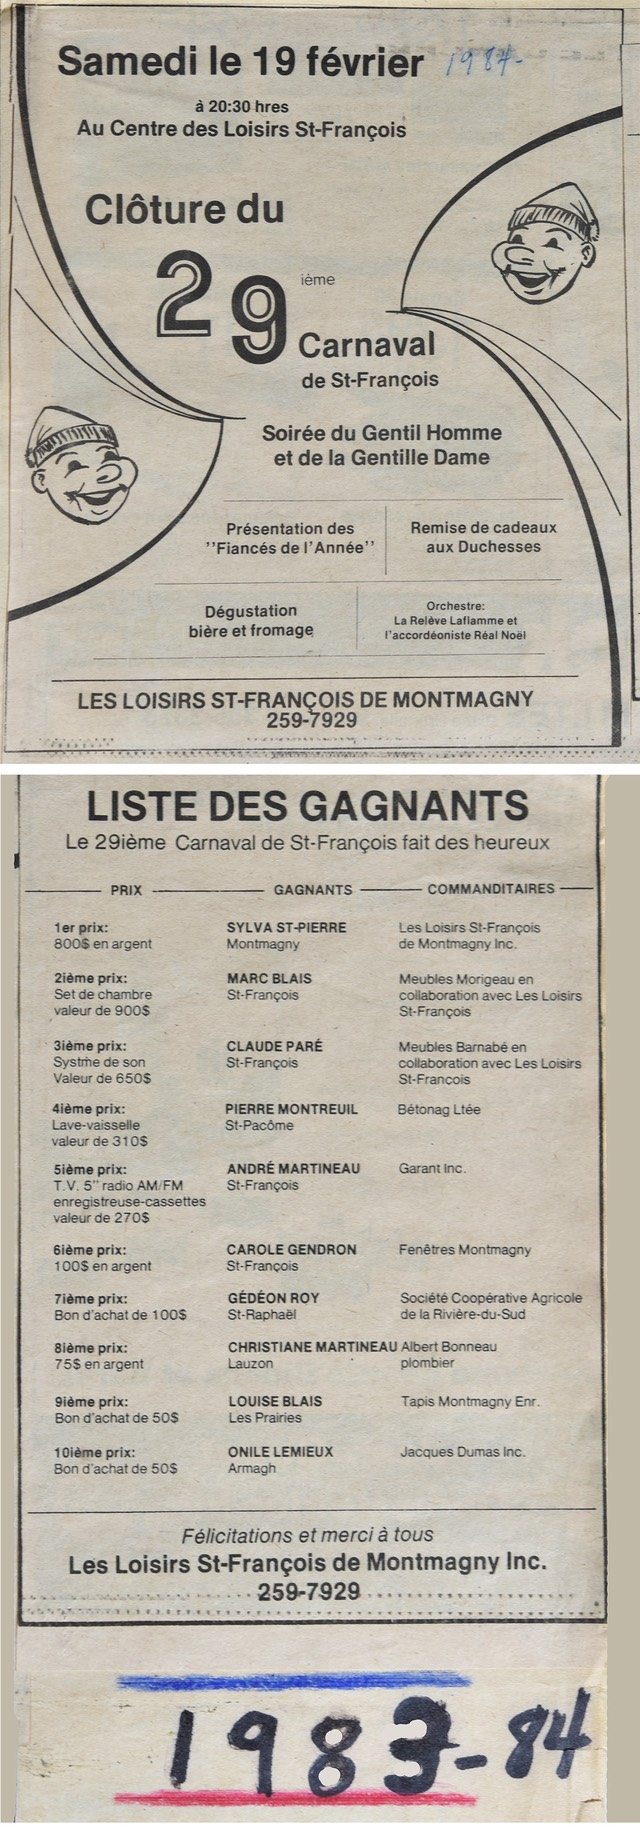 Samedi le 19 février 1984-
à 20:30 hres
Au Centre des Loisirs St-François
Clôture du
29 ième
Carnaval
de St-François
Soirée du Gentil Homme
et de la Gentille Dame
Présentation des
''Fiancés de l'Année''
Remise de cadeaux
aux Duchesses
Dégustation
bière et fromage
Orchestre:
La Relève Laflamme et
l'accordéoniste Réal Noël
LES LOISIRS ST-FRANÇOIS DE MONTMAGNY
259-7929
LISTE DES GAGNANTS
Le 29ième Carnaval de St-François fait des heureux
PRIX GAGNANTS COMMANDITAIRES
1er prix: SYLVA ST-PIERRE Les Loisirs St-François
800$ en argent Montmagny de Montmagny Inc.
2ième prix: MARC BLAIS Meubles Morigeau en
Set de chambre St-François collaboration avec Les Loisirs
valeur de 900$ St-François
3ième prix: CLAUDE PARÉ Meubles Barnabé en
Systme de son St-François collaboration avec Les Loisirs
Valeur de 650$ St-Francois
4ième prix: PIERRE MONTREUIL Bétonag Ltée
Lave-vaisselle St-Pacôme
valeur de 310$
5ième prix: ANDRÉ MARTINEAU Garant Inc.
T.V. 5'' radio AM/FM St-François
enregistreuse-cassettes
valeur de 270$
6ième prix: CAROLE GENDRON Fenêtres Montmagny
100$ en argent St-François
7ième prix: GÉDÉON ROY Société Coopérative Agricole
Bon d'achat de 100$ St-Raphaël de la Rivière-du-Sud
8ième prix: CHRISTIANE MARTINEAU Albert Bonneau
75$ en argent Lauzon plombier
9ième prix: LOUISE BLAIS Tapis Montmagny Enr.
Bon d'achat de 50$ Les Prairies
10ième prix: ONILE LEMIEUX Jacques Dumas Inc.
Bon d'achat de 50$ Armagh
Félicitations et merci à tous
Les Loisirs St-François de Montmagny Inc.
259-7929
1983-84